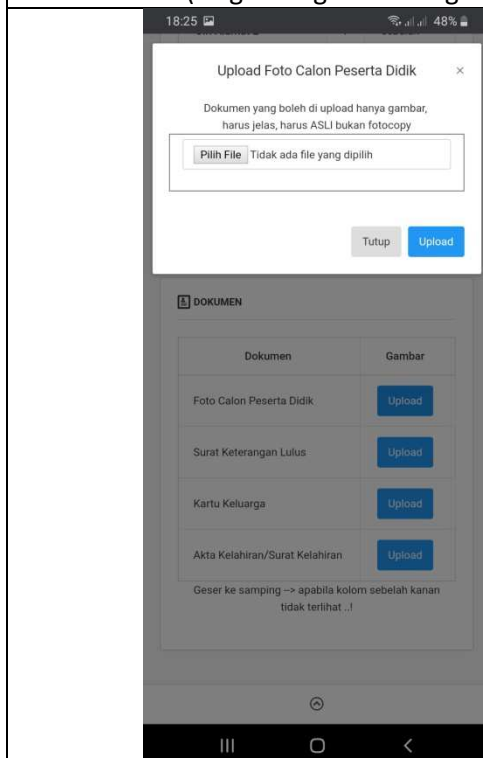 18:25 48%
Upload Foto Calon Peserta Didik ×
Dokumen yang boleh di upload hanya gambar,
harus jelas, harus ASLI bukan fotocopy
Pilih File Tidak ada file yang dipilih
Tutup Upload
DOKUMEN
Dokumen Gambar
Foto Calon Peserta Didik Upload
Surat Keterangan Lulus Upload
Kartu Keluarga Upload
Akta Kelahiran/Surat Kelahiran Upload
Geser ke samping --> apabila kolom sebelah kanan
tidak terlihat ..!